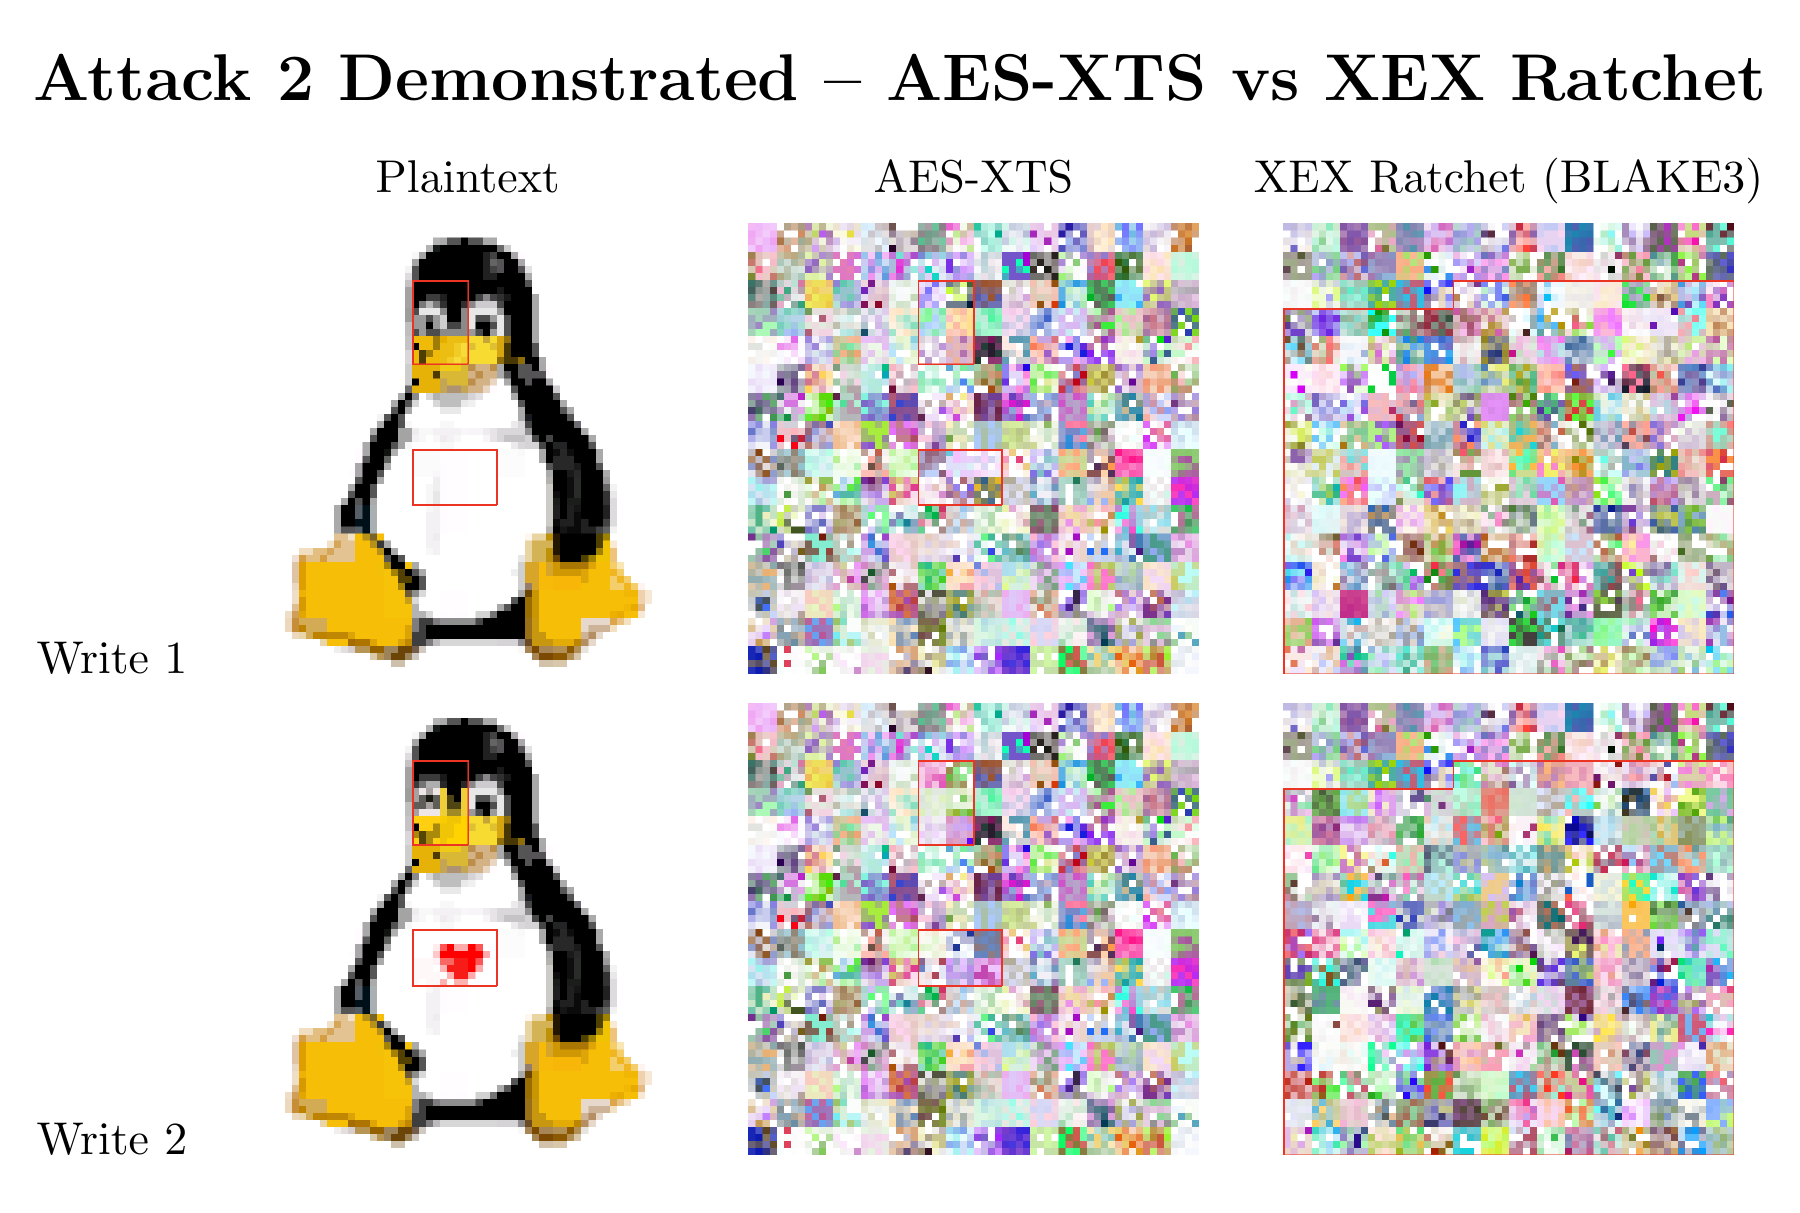 Attack 2 Demonstrated – AES-XTS vs XEX Ratchet
Plaintext AES-XTS XEX Ratchet (BLAKE3)
Write 1
Write 2